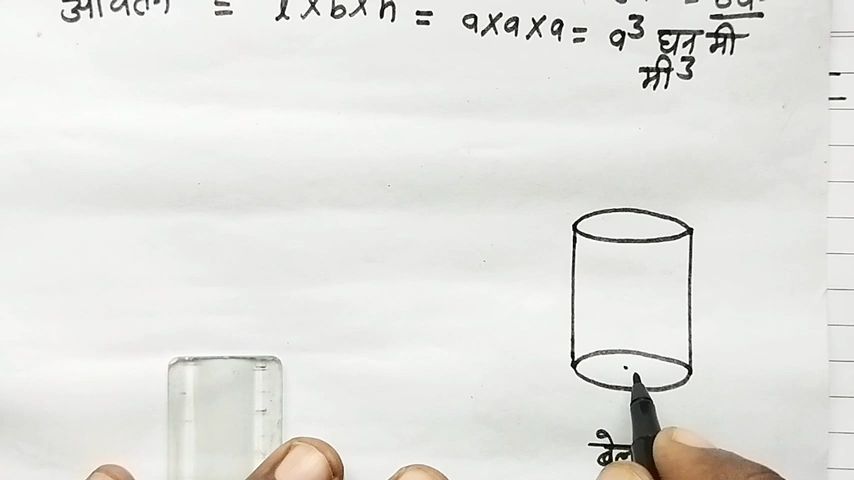 आयतन = l×b×h = a×a×a = a³ घन मी
मी³